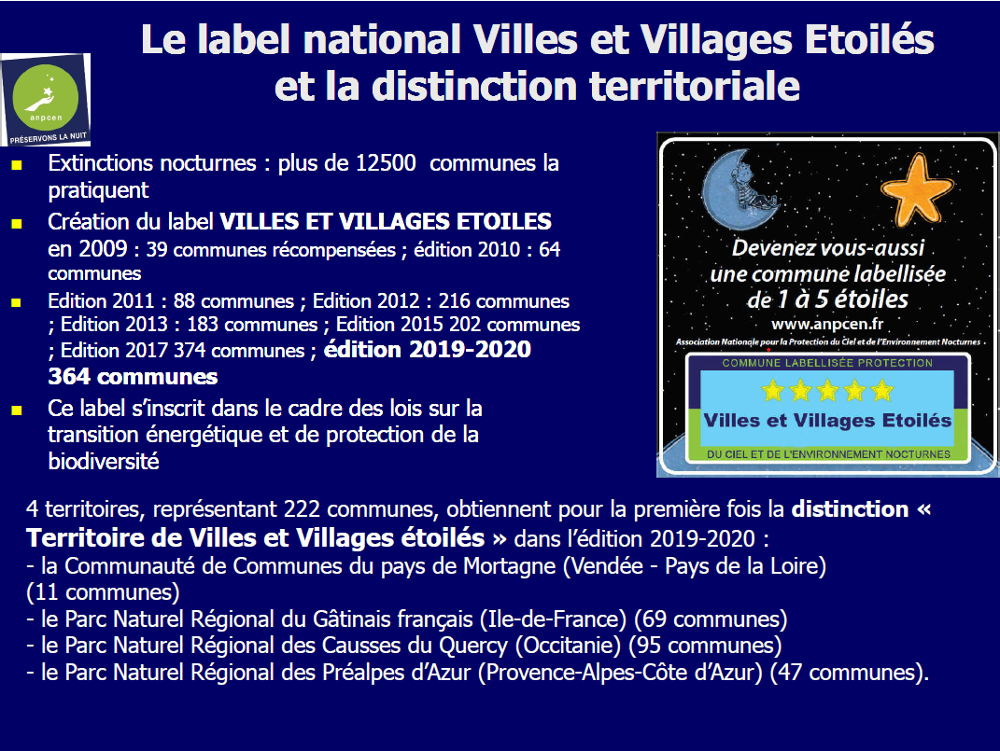 Le label national Villes et Villages Etoilés
et la distinction territoriale
anpcen
PRÉSERVONS LA NUIT
Extinctions nocturnes : plus de 12500 communes la
pratiquent
Création du label VILLES ET VILLAGES ETOILES
en 2009 : 39 communes récompensées ; édition 2010 : 64
communes
Edition 2011 : 88 communes ; Edition 2012 : 216 communes
; Edition 2013 : 183 communes ; Edition 2015 202 communes
; Edition 2017 374 communes ; édition 2019-2020
364 communes
Ce label s’inscrit dans le cadre des lois sur la
transition énergétique et de protection de la
biodiversité
Devenez vous-aussi
une commune labellisée
de 1 à 5 étoiles
www.anpcen.fr
Association Nationale pour la Protection du Ciel et de l'Environnement Nocturnes
COMMUNE LABELLISÉE PROTECTION
Villes et Villages Etoilés
DU CIEL ET DE L'ENVIRONNEMENT NOCTURNES
4 territoires, représentant 222 communes, obtiennent pour la première fois la distinction «
Territoire de Villes et Villages étoilés » dans l’édition 2019-2020 :
- la Communauté de Communes du pays de Mortagne (Vendée - Pays de la Loire)
(11 communes)
- le Parc Naturel Régional du Gâtinais français (Ile-de-France) (69 communes)
- le Parc Naturel Régional des Causses du Quercy (Occitanie) (95 communes)
- le Parc Naturel Régional des Préalpes d’Azur (Provence-Alpes-Côte d’Azur) (47 communes).